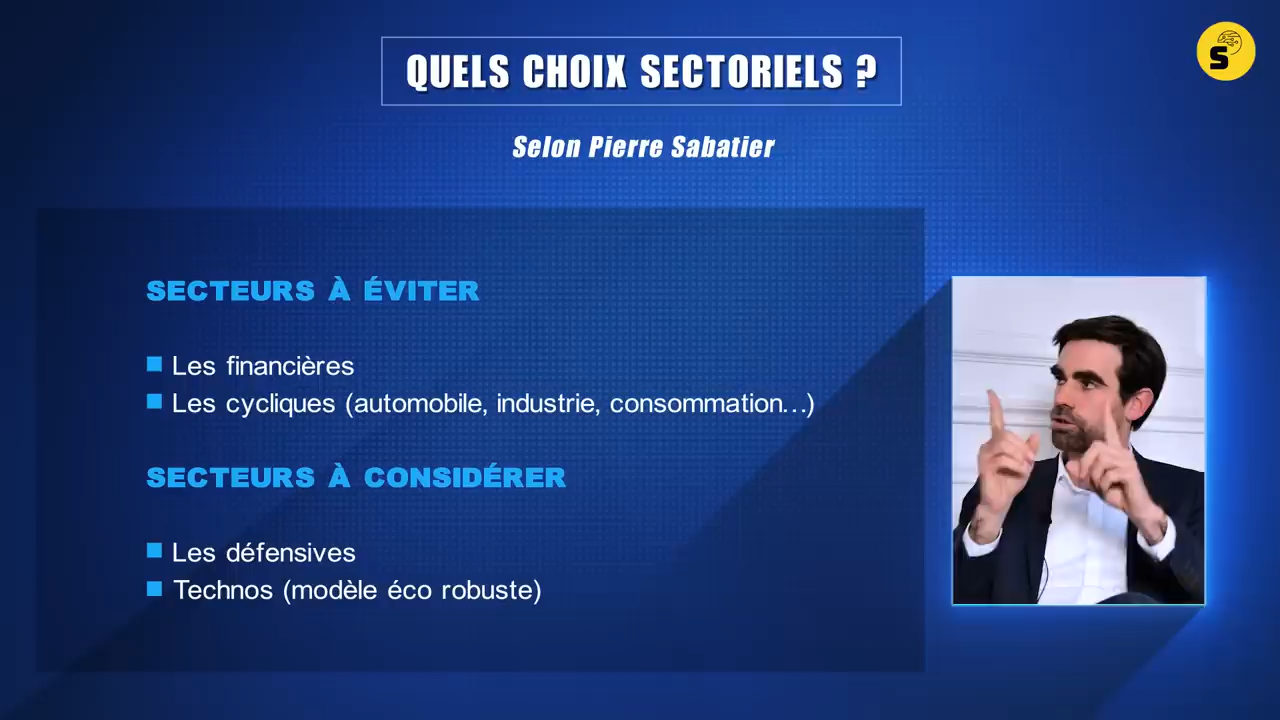 QUELS CHOIX SECTORIELS ?
S
Selon Pierre Sabatier
SECTEURS À ÉVITER
Les financières
Les cycliques (automobile, industrie, consommation…)
SECTEURS À CONSIDÉRER
Les défensives
Technos (modèle éco robuste)